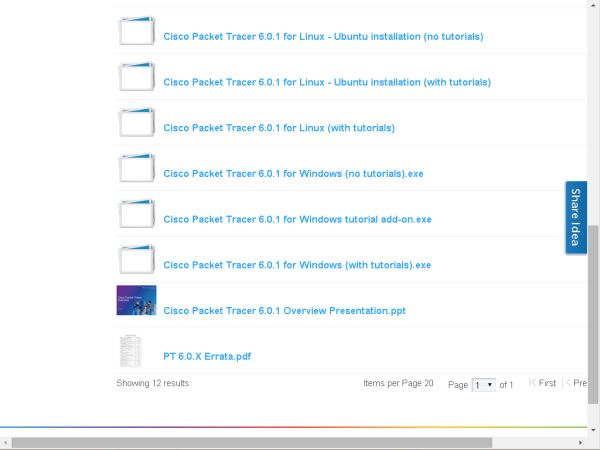 Cisco Packet Tracer 6.0.1 for Linux - Ubuntu installation (no tutorials)
Cisco Packet Tracer 6.0.1 for Linux - Ubuntu installation (with tutorials)
Cisco Packet Tracer 6.0.1 for Linux (with tutorials)
Cisco Packet Tracer 6.0.1 for Windows (no tutorials).exe
Share Idea
Cisco Packet Tracer 6.0.1 for Windows tutorial add-on.exe
Cisco Packet Tracer 6.0.1 for Windows (with tutorials).exe
Cisco Packet Tracer 6.0.1 Overview Presentation.ppt
PT 6.0.X Errata.pdf
Showing 12 results.
Items per Page 20 Page 1 of 1 First Pre